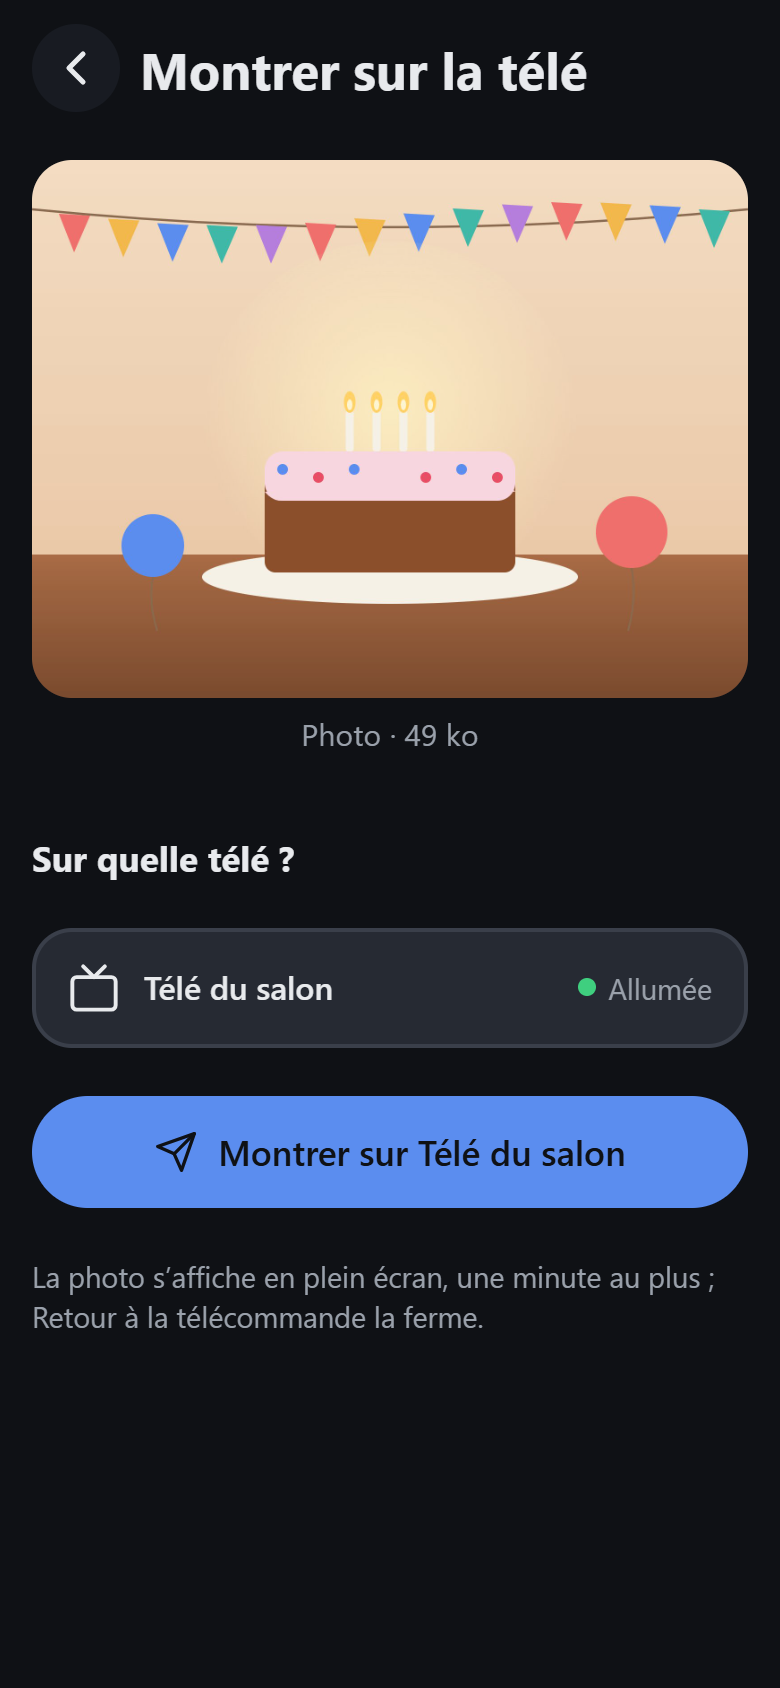 Montrer sur la télé
Photo · 49 ko
Sur quelle télé ?
Télé du salon
Allumée
Montrer sur Télé du salon
La photo s’affiche en plein écran, une minute au plus ;
Retour à la télécommande la ferme.